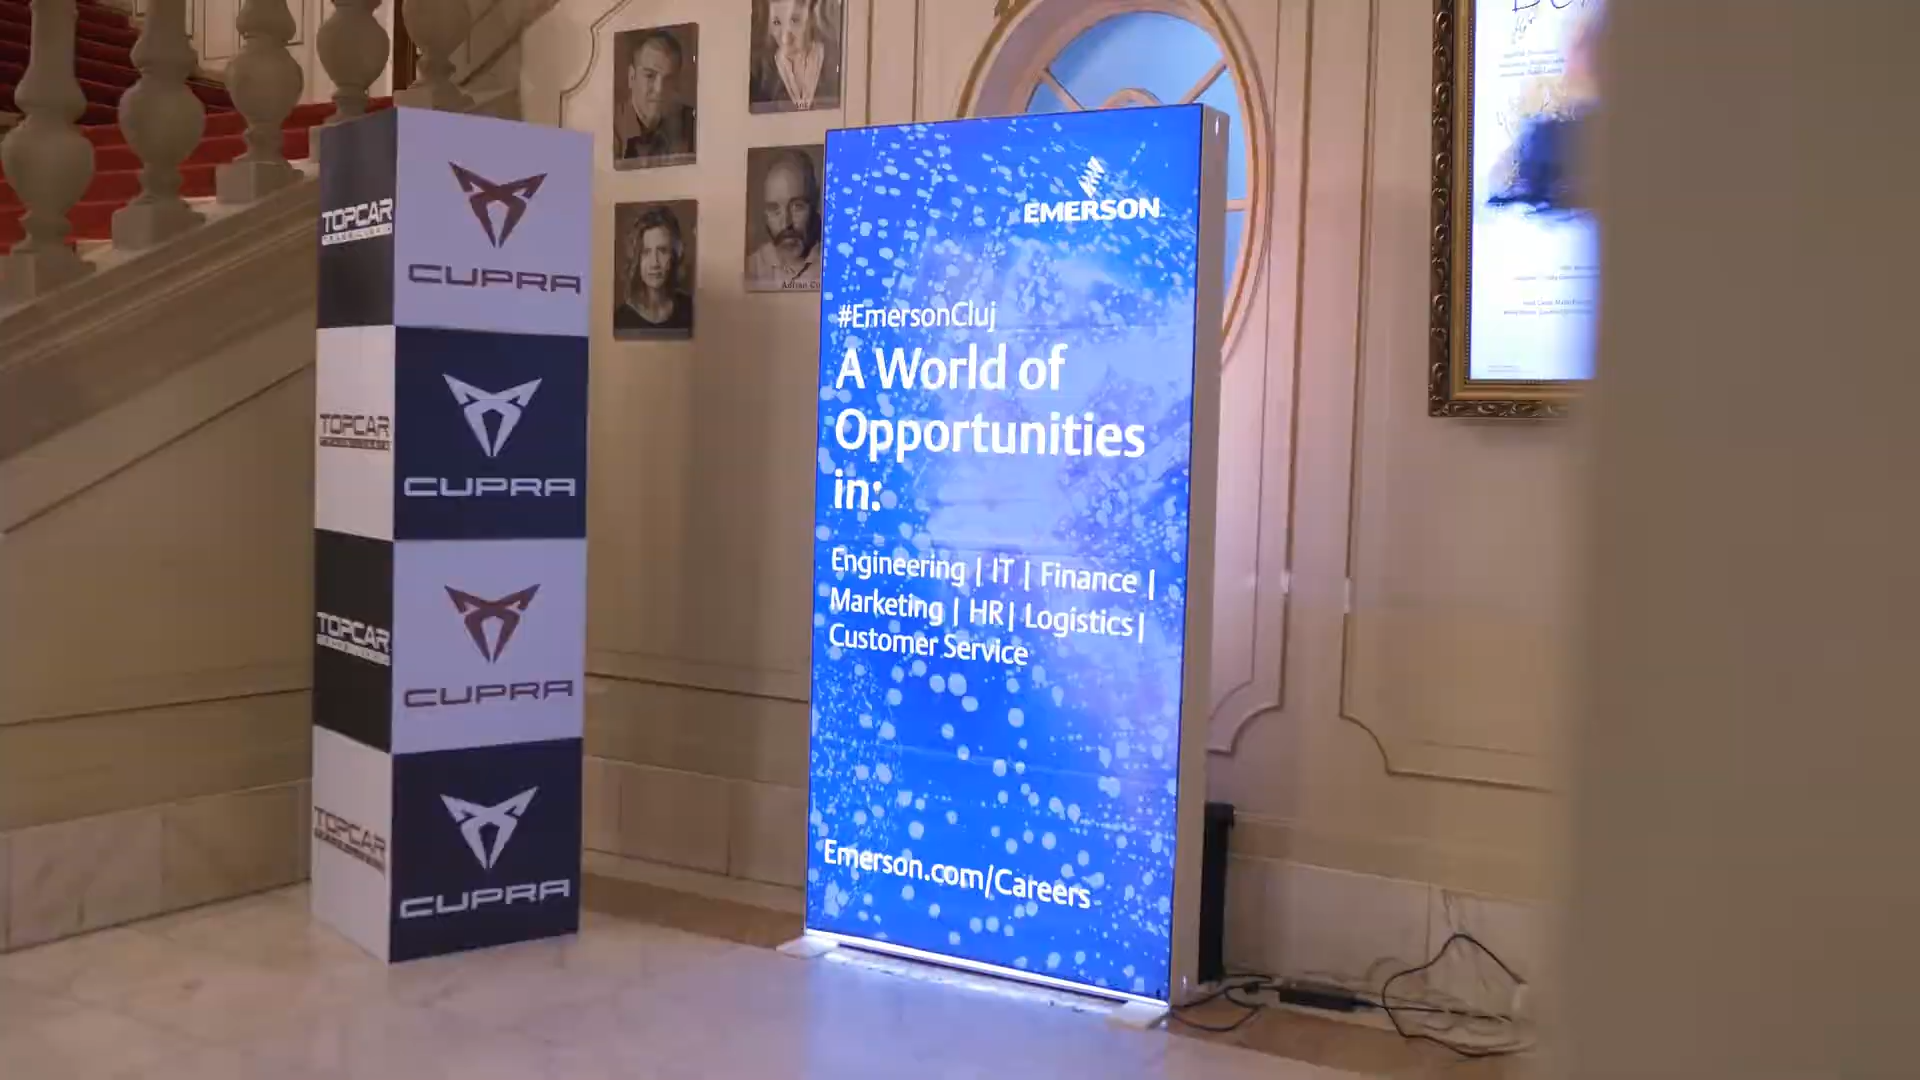 TOPCAR
CUPRA
TOPCAR
CUPRA
TOPCAR
CUPRA
TOPCAR
CUPRA
Adrian
EMERSON
#EmersonCluj
A World of
Opportunities
in:
Engineering | IT | Finance |
Marketing | HR | Logistics |
Customer Service
Emerson.com/Careers